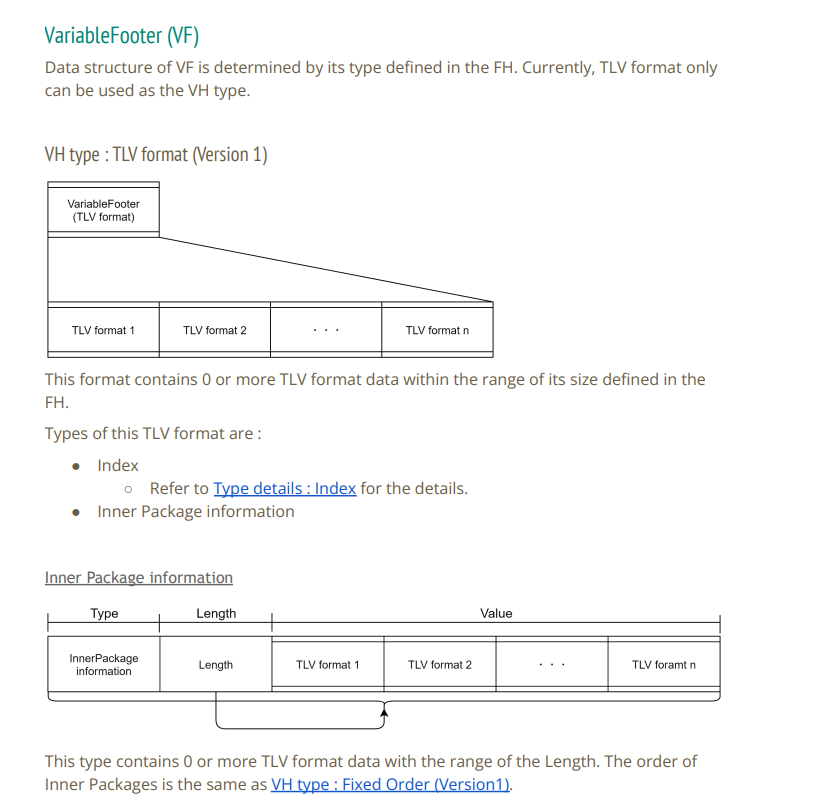 VariableFooter (VF)
Data structure of VF is determined by its type defined in the FH. Currently, TLV format only
can be used as the VH type.
VH type : TLV format (Version 1)
VariableFooter
(TLV format)
TLV format 1 TLV format 2 · · · TLV format n
This format contains 0 or more TLV format data within the range of its size defined in the
FH.
Types of this TLV format are :
● Index
○ Refer to Type details : Index for the details.
● Inner Package information
Inner Package information
Type Length Value
InnerPackage
information
Length TLV format 1 TLV format 2 · · · TLV foramt n
This type contains 0 or more TLV format data with the range of the Length. The order of
Inner Packages is the same as VH type : Fixed Order (Version1).